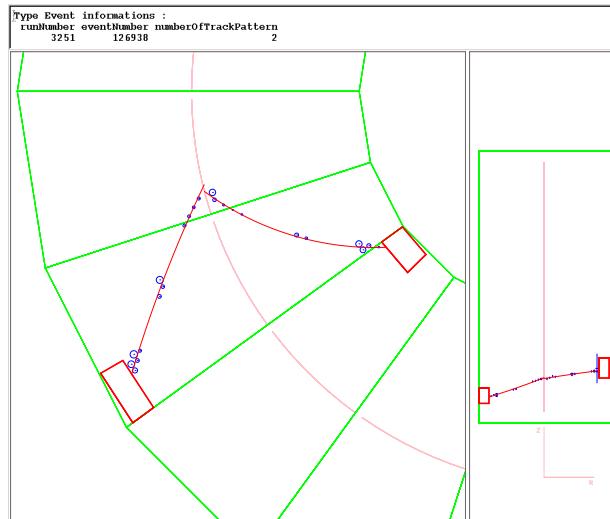 Type Event informations :
runNumber eventNumber numberOfTrackPattern
3251 126938 2
Z
R